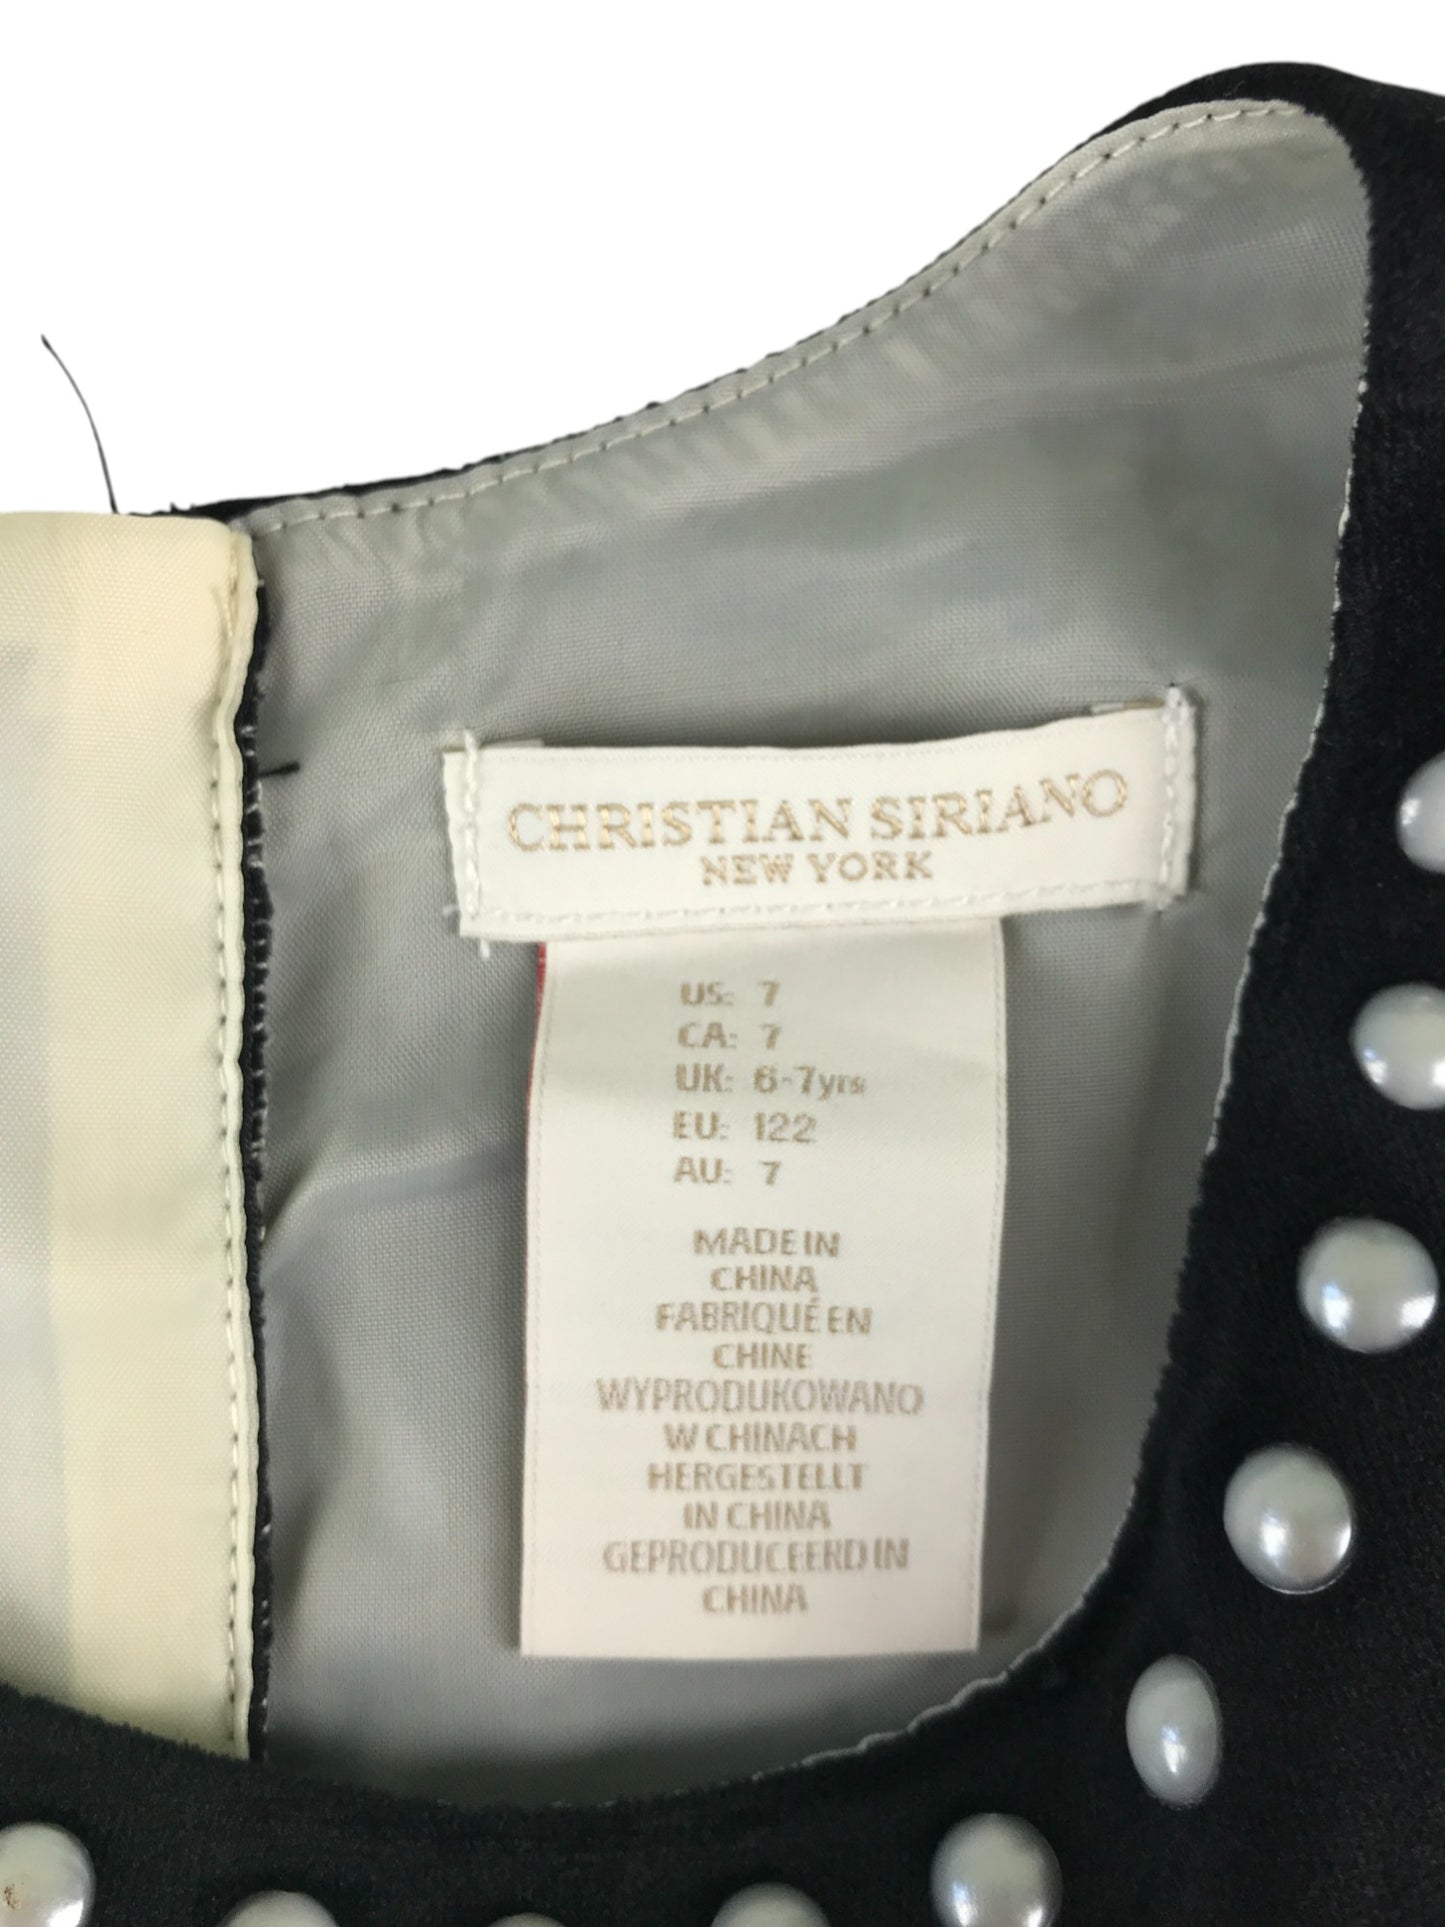 CHRISTIAN SIRIANO
NEW YORK
US: 7
CA: 7
UK: 6-7yrs
EU: 122
AU: 7
MADE IN
CHINA
FABRIQUÉ EN
CHINE
WYPRODUKOWANO
W CHINACH
HERGESTELLT
IN CHINA
GEPRODUCEERD IN
CHINA